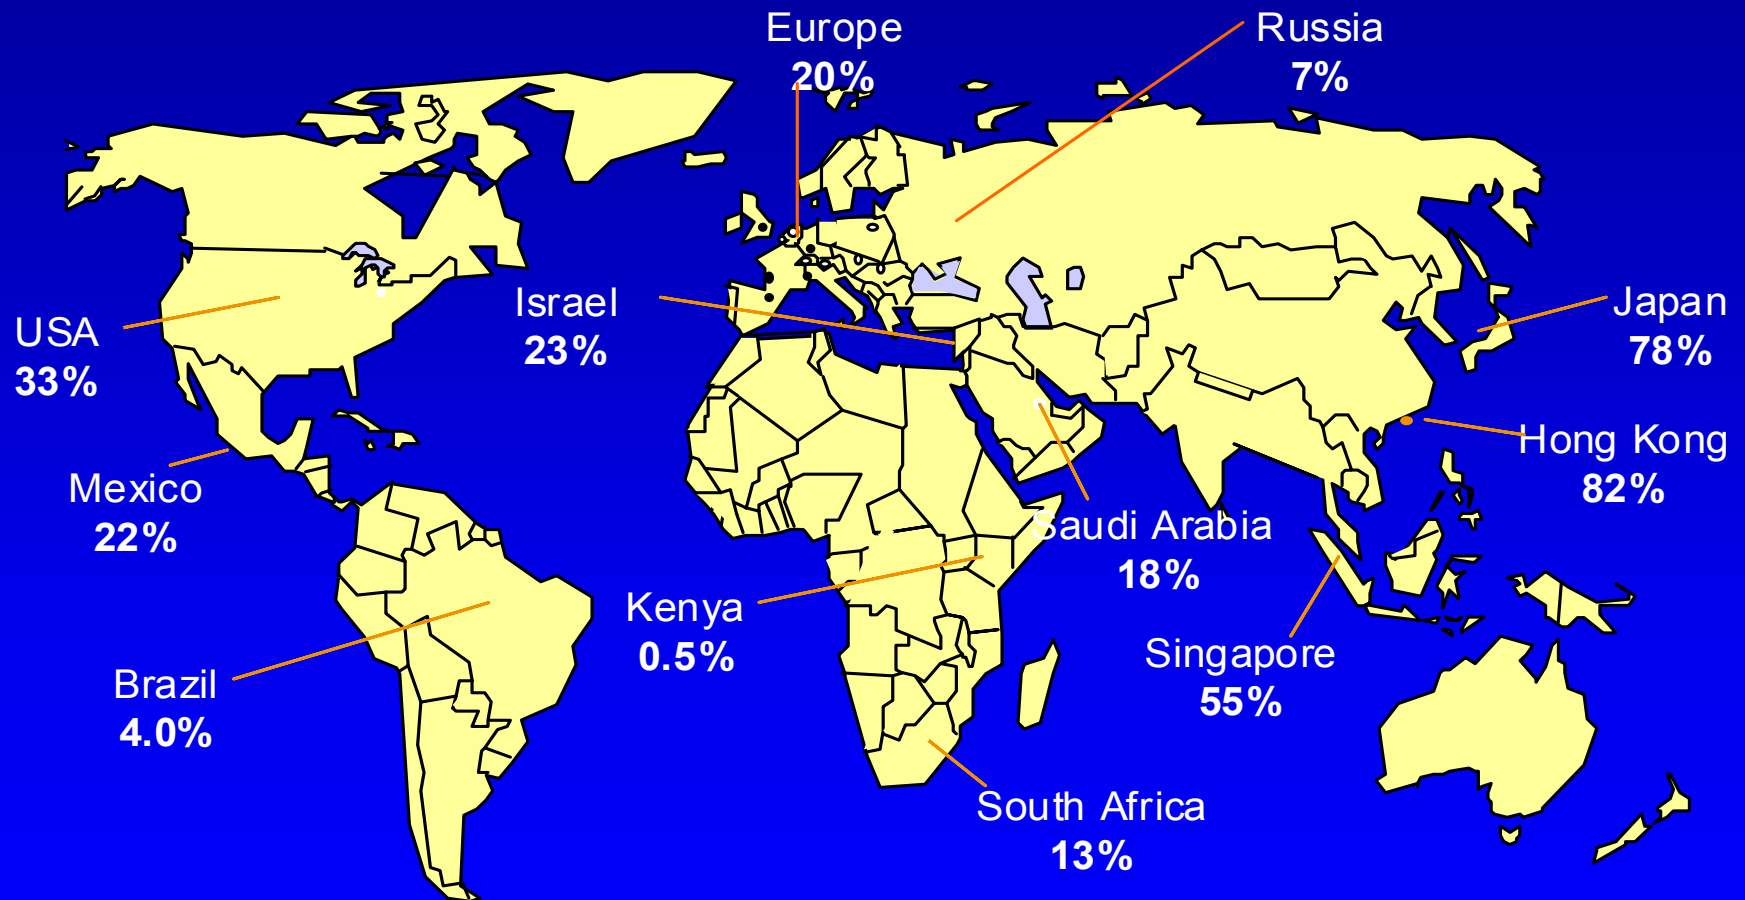 Europe
20%
Russia
7%
USA
33%
Israel
23%
Japan
78%
Hong Kong
82%
Mexico
22%
Saudi Arabia
18%
Kenya
0.5%
Singapore
55%
Brazil
4.0%
South Africa
13%